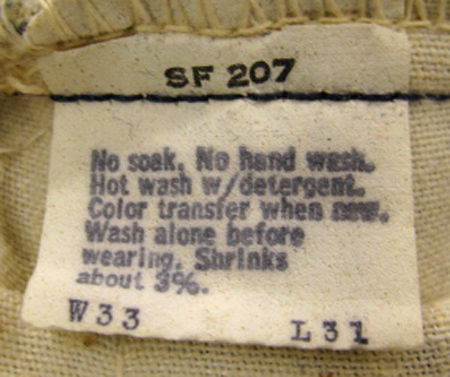 SF 207
No soak. No hand wash.
Hot wash w/detergent.
Color transfer when new.
Wash alone before
wearing. Shrinks
about 3%.
W33 L31